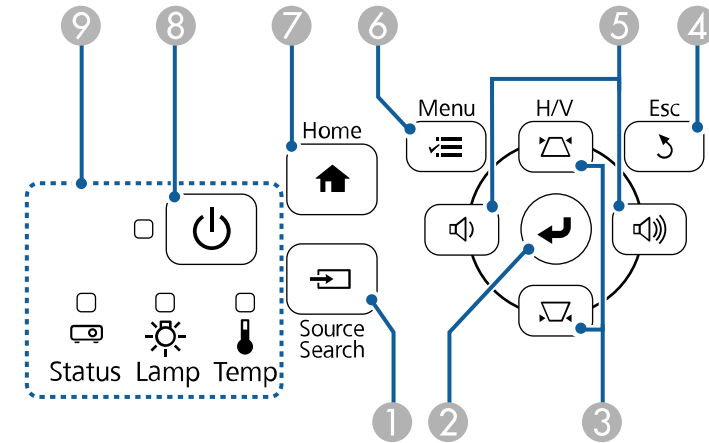 9 8 7 6 5 4
Menu H/V Esc
Home
Source
Search
Status Lamp Temp
1 2 3